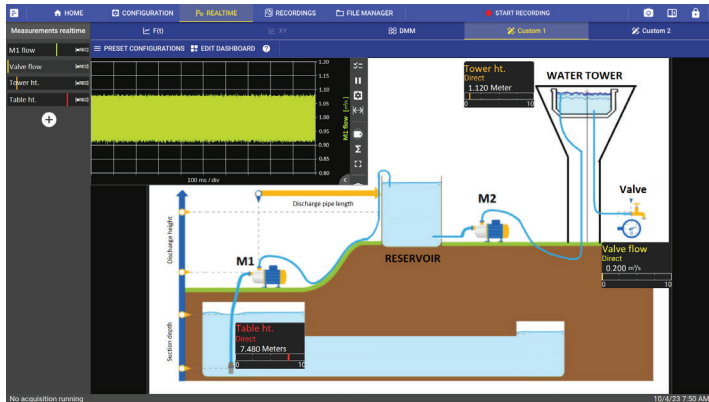 HOME
CONFIGURATION
REALTIME
RECORDINGS
FILE MANAGER
START RECORDING
Measurements realtime
F(t)
XY
DMM
Custom 1
Custom 2
PRESET CONFIGURATIONS
EDIT DASHBOARD
M1 flow
Valve flow
Tower ht.
Table ht.
1.20
1.15
1.10
1.05
1.00
0.95
0.90
0.85
0.80
M1 flow
100 ms / div
Tower ht.
Direct
1.120 Meter
0 10
WATER TOWER
Discharge pipe length
Discharge height
M1
M2
RESERVOIR
Valve
Valve flow
Direct
0.200 m³/s
0 10
Section depth
Table ht.
Direct
7.480 Meters
0 10
No acquisition running
10/4/23 7:50 AM